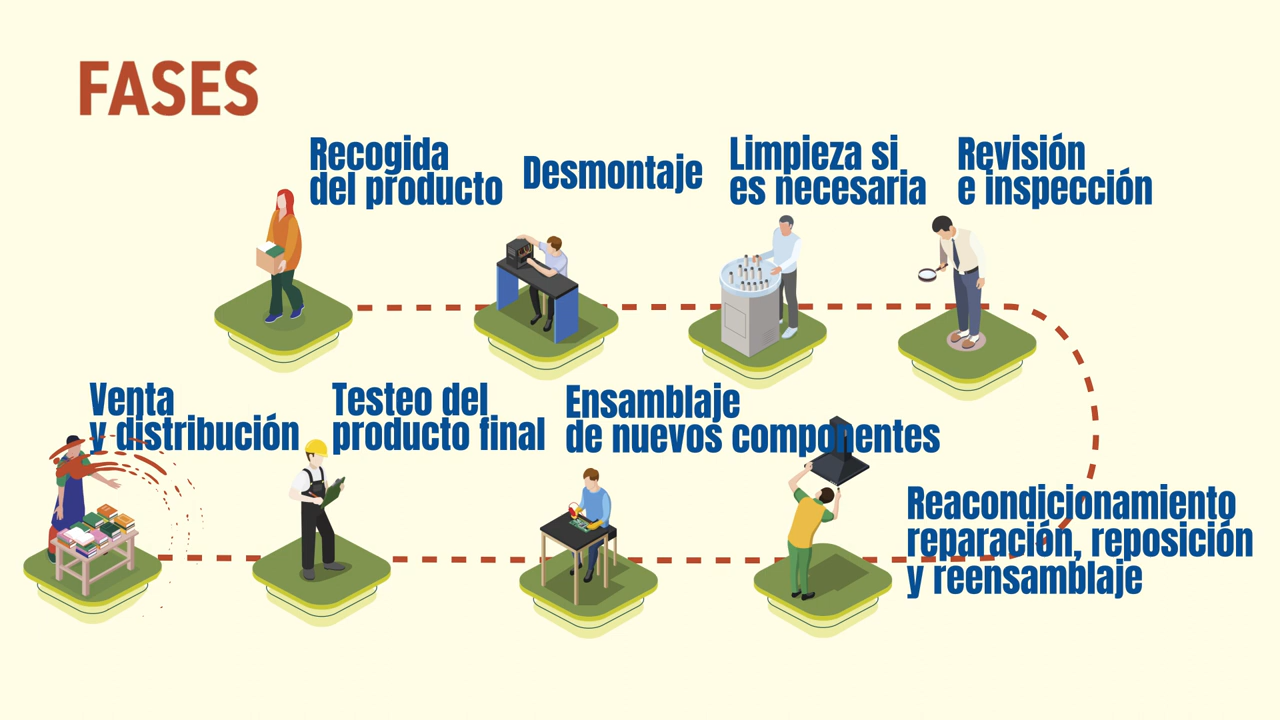 FASES
Recogida
del producto
Desmontaje
Limpieza si
es necesaria
Revisión
e inspección
Venta
y distribución
Testeo del
producto final
Ensamblaje
de nuevos componentes
Reacondicionamiento
reparación, reposición
y reensamblaje